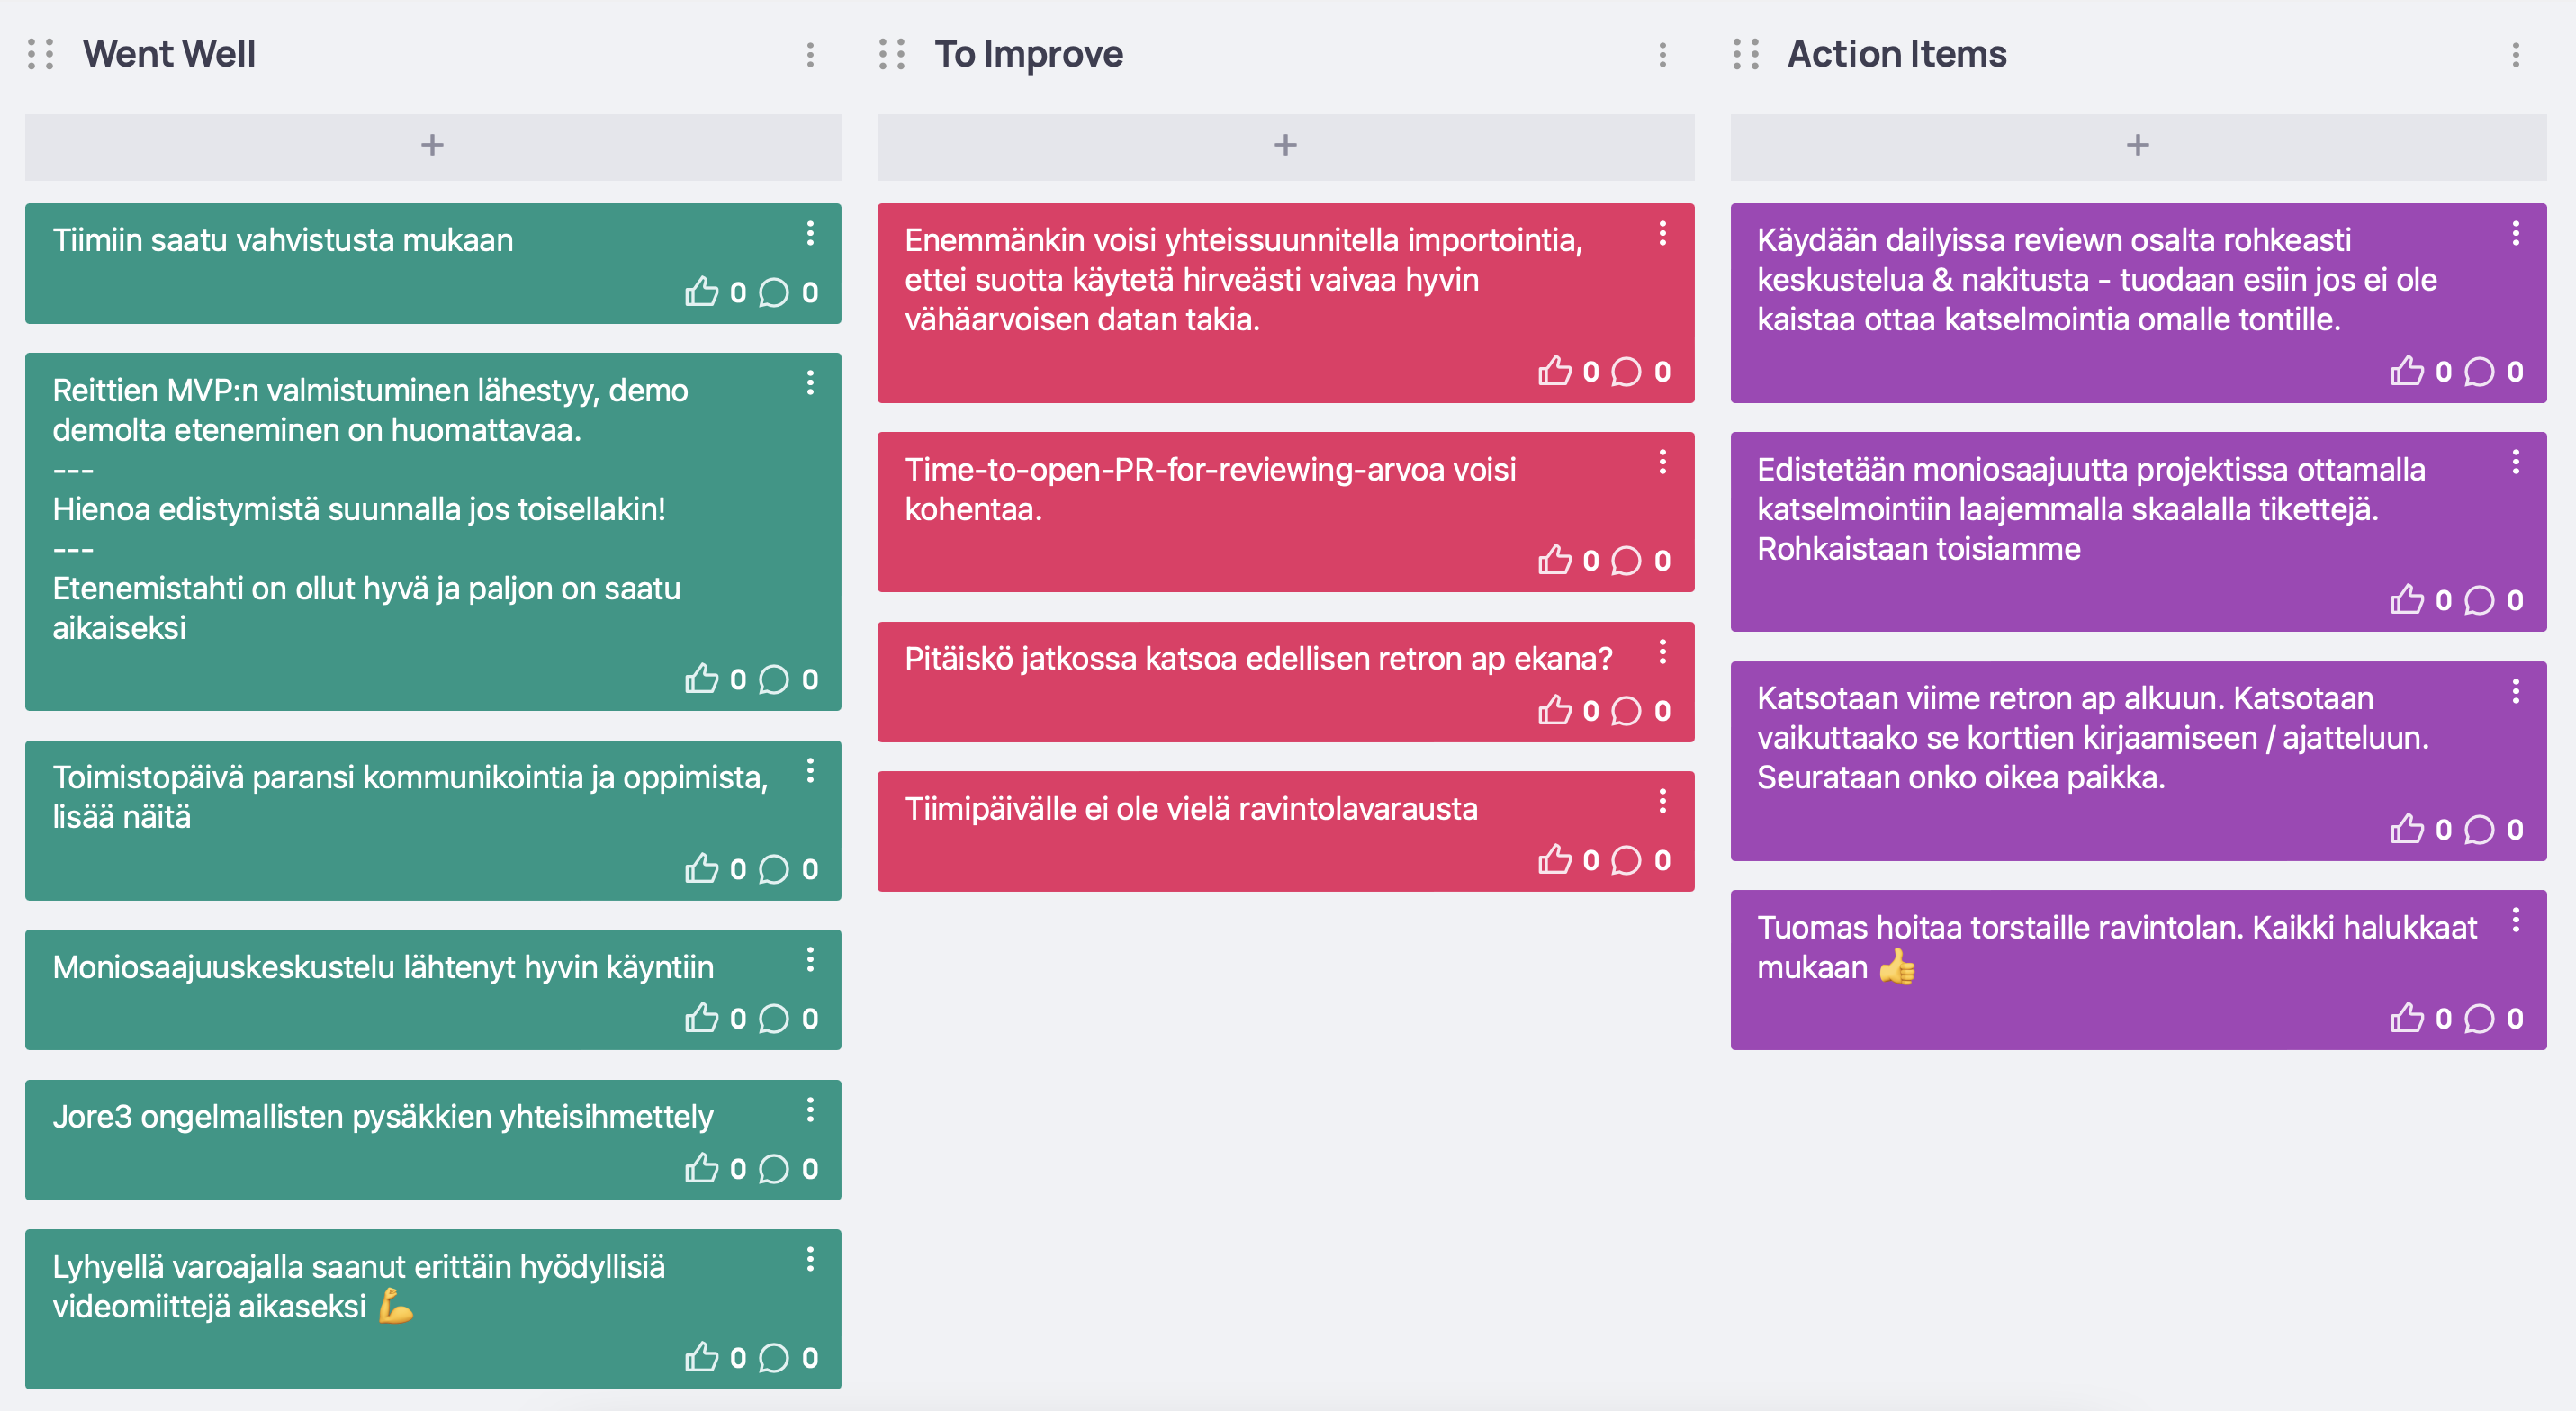 Went Well
+
Tiimiin saatu vahvistusta mukaan
0 0
Reittien MVP:n valmistuminen lähestyy, demo
demolta eteneminen on huomattavaa.
---
Hienoa edistymistä suunnalla jos toisellakin!
---
Etenemistahti on ollut hyvä ja paljon on saatu
aikaiseksi
0 0
Toimistopäivä paransi kommunikointia ja oppimista,
lisää näitä
0 0
Moniosaajuuskeskustelu lähtenyt hyvin käyntiin
0 0
Jore3 ongelmallisten pysäkkien yhteisihmettely
0 0
Lyhyellä varoajalla saanut erittäin hyödyllisiä
videomiittejä aikaseksi 💪
0 0
To Improve
+
Enemmänkin voisi yhteissuunnitella importointia,
ettei suotta käytetä hirveästi vaivaa hyvin
vähäarvoisen datan takia.
0 0
Time-to-open-PR-for-reviewing-arvoa voisi
kohentaa.
0 0
Pitäiskö jatkossa katsoa edellisen retron ap ekana?
0 0
Tiimipäivälle ei ole vielä ravintolavarausta
0 0
Action Items
+
Käydään dailyissa reviewn osalta rohkeasti
keskustelua & nakitusta - tuodaan esiin jos ei ole
kaistaa ottaa katselmointia omalle tontille.
0 0
Edistetään moniosaajuutta projektissa ottamalla
katselmointiin laajemmalla skaalalla tikettejä.
Rohkaistaan toisiamme
0 0
Katsotaan viime retron ap alkuun. Katsotaan
vaikuttaako se korttien kirjaamiseen / ajatteluun.
Seurataan onko oikea paikka.
0 0
Tuomas hoitaa torstaille ravintolan. Kaikki halukkaat
mukaan 👍
0 0